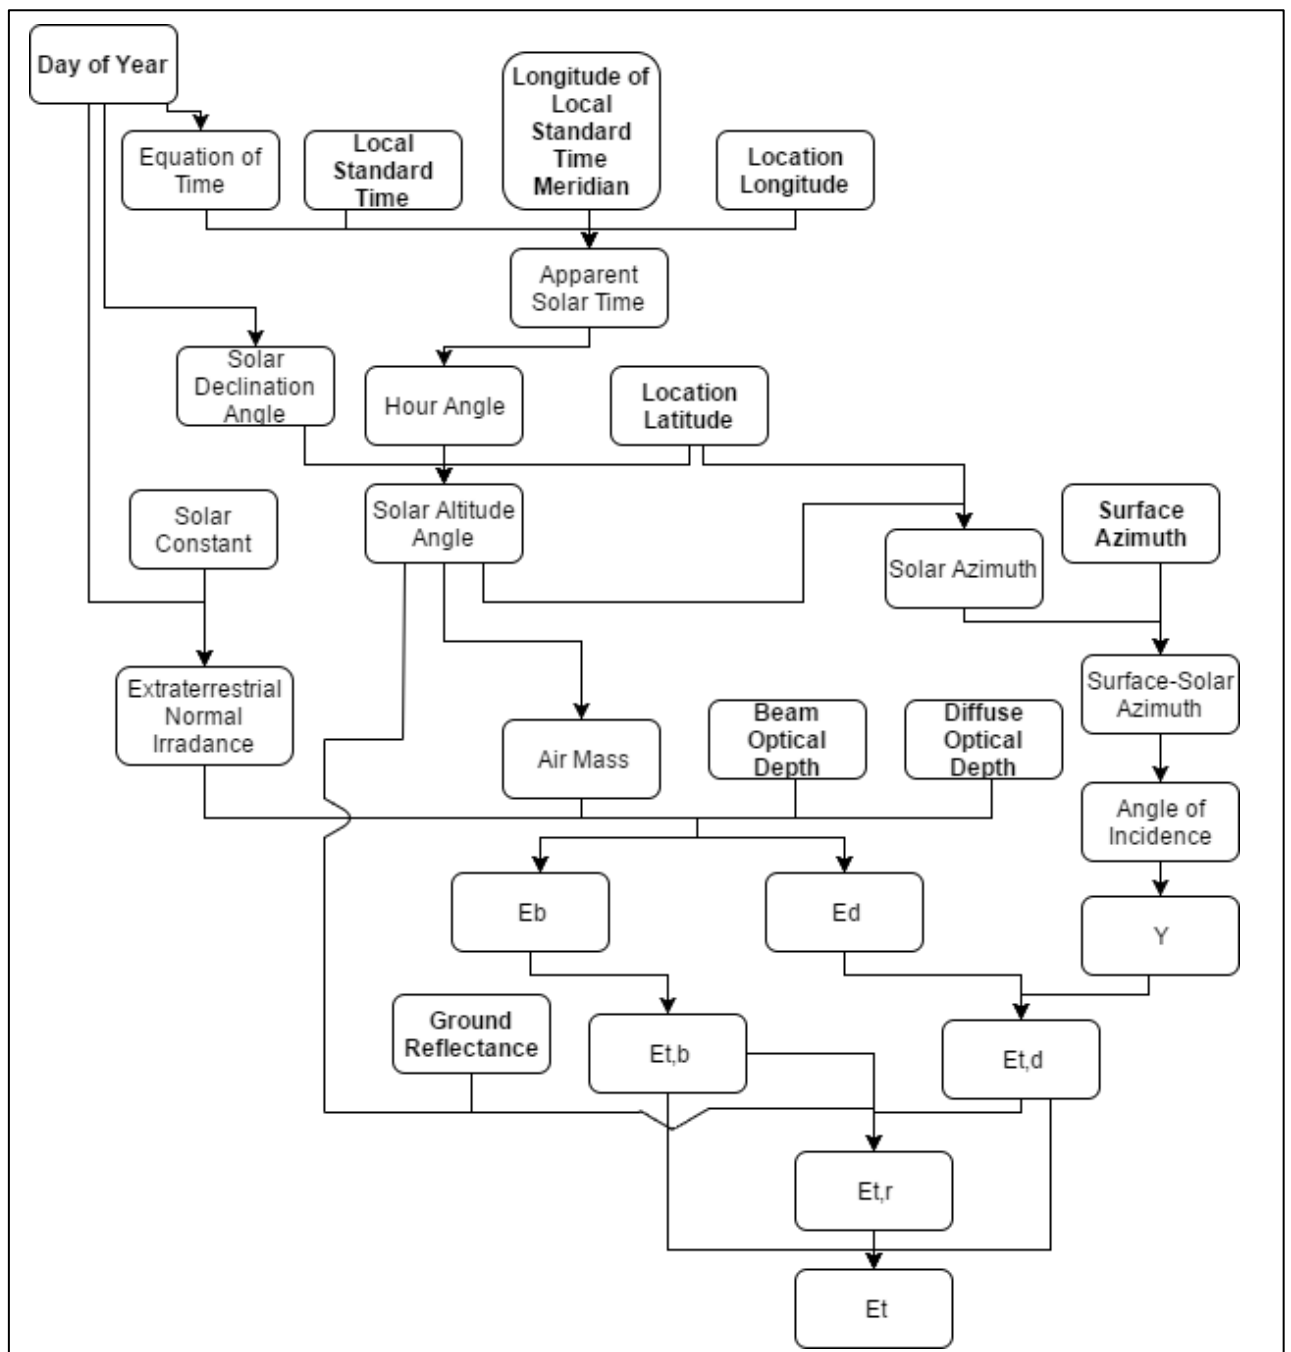 Day of Year
Longitude of
Local
Standard
Time
Meridian
Equation of
Time
Local
Standard
Time
Location
Longitude
Apparent
Solar Time
Solar
Declination
Angle
Hour Angle
Location
Latitude
Solar
Constant
Solar Altitude
Angle
Solar Azimuth
Surface
Azimuth
Extraterrestrial
Normal
Irradance
Surface-Solar
Azimuth
Air Mass
Beam
Optical
Depth
Diffuse
Optical
Depth
Angle of
Incidence
Eb
Ed
Y
Ground
Reflectance
Et,b
Et,d
Et,r
Et